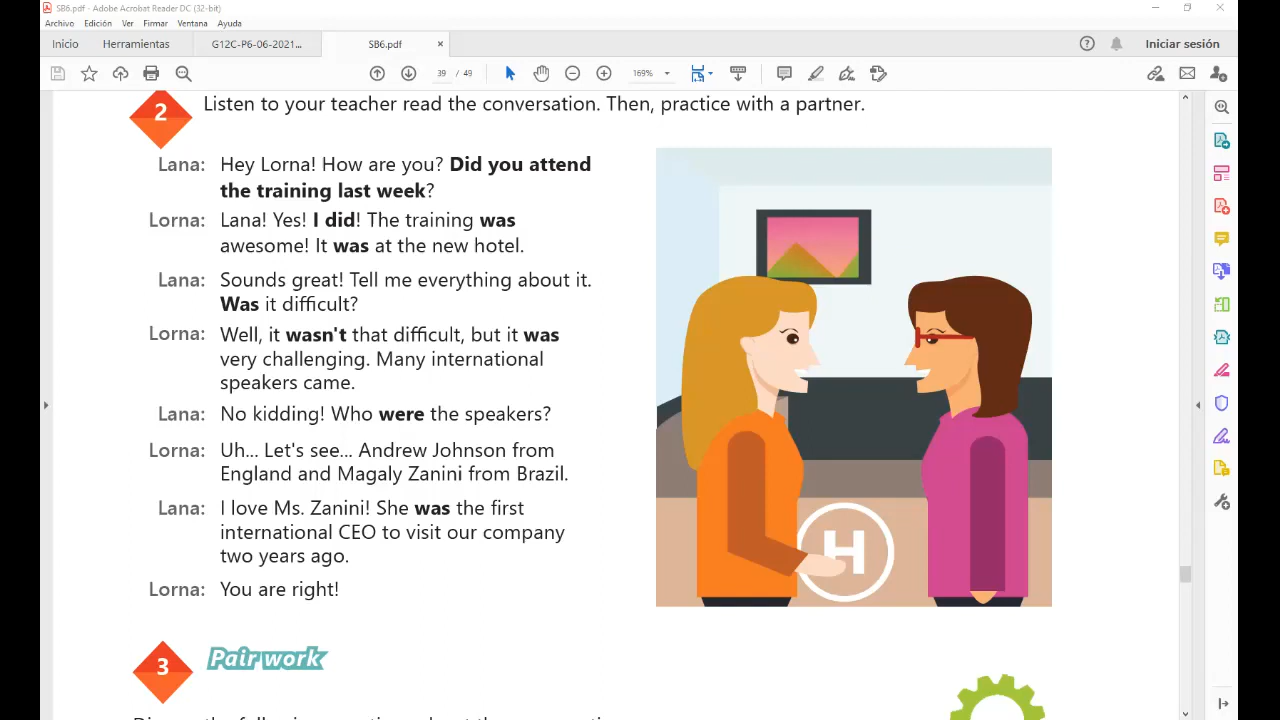 SB6.pdf - Adobe Acrobat Reader DC (32-bit)
Archivo Edición Ver Firmar Ventana Ayuda
Inicio Herramientas G12C-P6-06-2021... SB6.pdf × Iniciar sesión
39 / 49 169%
2 Listen to your teacher read the conversation. Then, practice with a partner.
Lana: Hey Lorna! How are you? Did you attend
the training last week?
Lorna: Lana! Yes! I did! The training was
awesome! It was at the new hotel.
Lana: Sounds great! Tell me everything about it.
Was it difficult?
Lorna: Well, it wasn't that difficult, but it was
very challenging. Many international
speakers came.
Lana: No kidding! Who were the speakers?
Lorna: Uh... Let's see... Andrew Johnson from
England and Magaly Zanini from Brazil.
Lana: I love Ms. Zanini! She was the first
international CEO to visit our company
two years ago.
Lorna: You are right!
H
3 Pair work